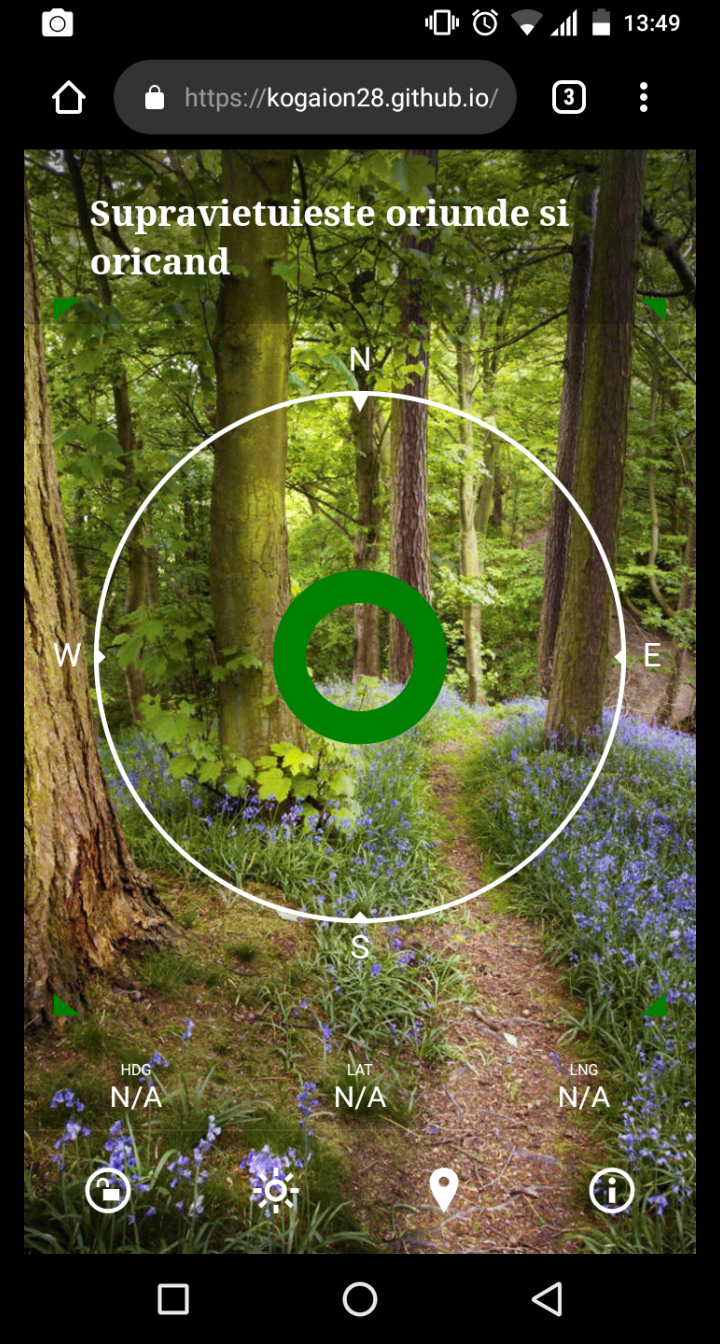 13:49
https://kogaion28.github.io/
3
Supravietuieste oriunde si
oricand
N
W
E
S
HDG LAT LNG
N/A N/A N/A